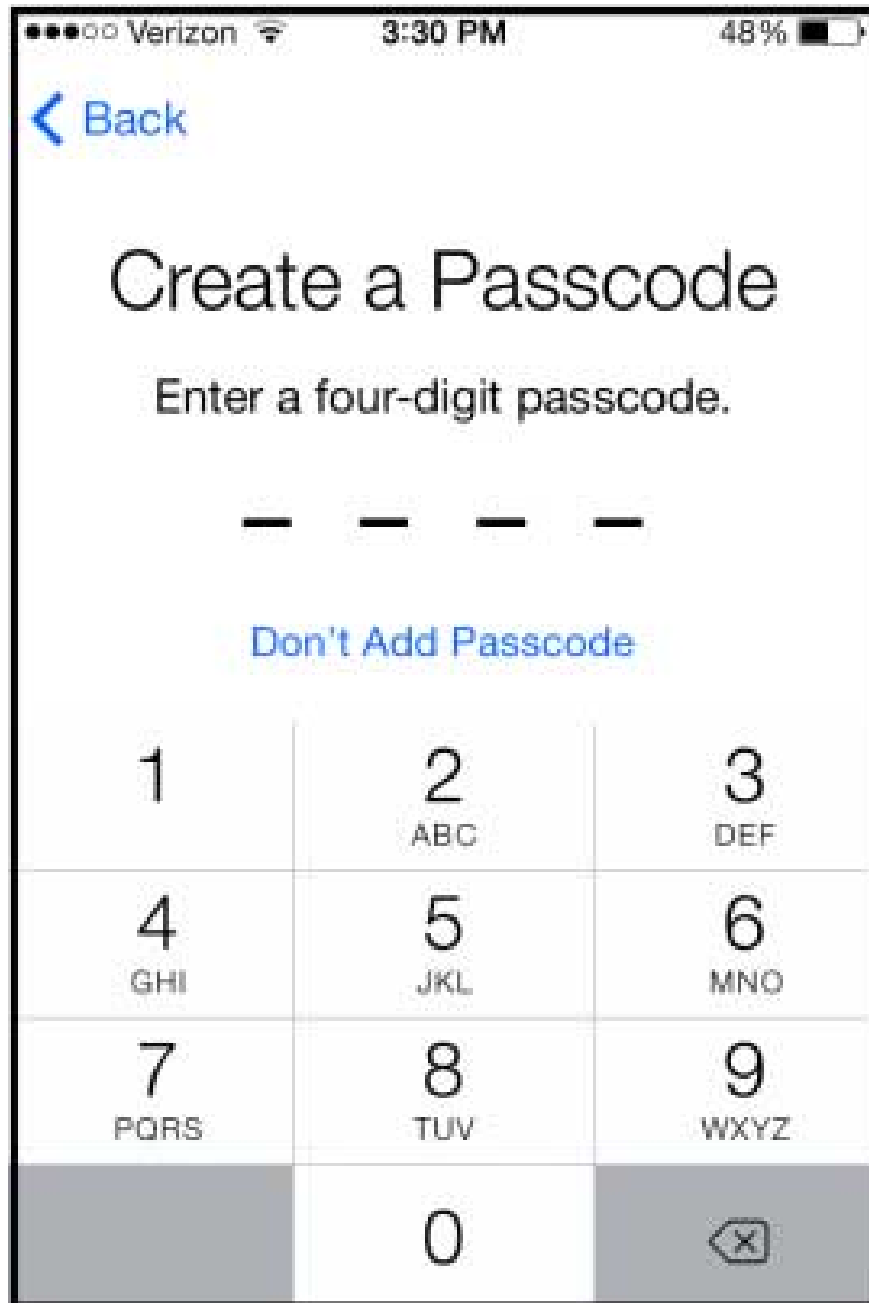 Verizon 3:30 PM 48%
Back
Create a Passcode
Enter a four-digit passcode.
Don't Add Passcode
1 2 3
ABC DEF
4 5 6
GHI JKL MNO
7 8 9
PQRS TUV WXYZ
0